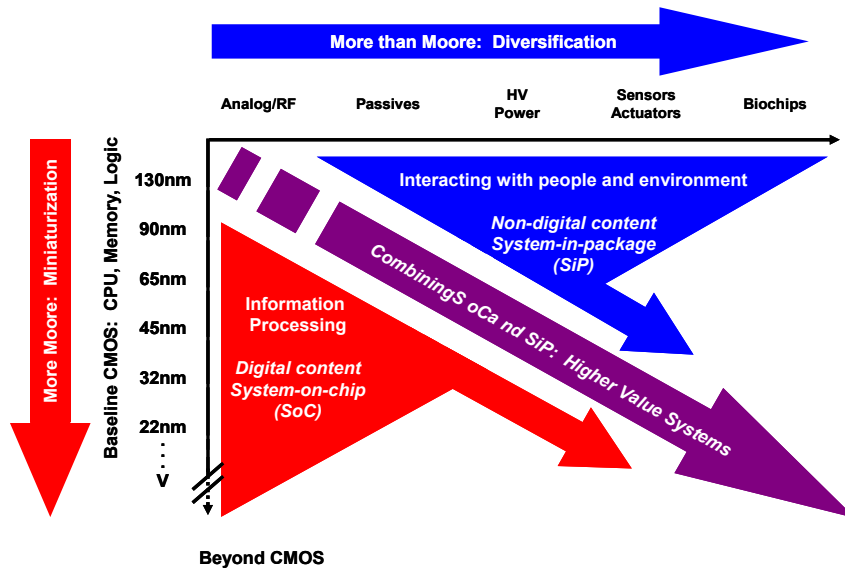 More than Moore: Diversification
Analog/RF
Passives
HV
Power
Sensors
Actuators
Biochips
More Moore: Miniaturization
Baseline CMOS: CPU, Memory, Logic
130nm
90nm
65nm
45nm
32nm
22nm
V
Interacting with people and environment
Non-digital content
System-in-package
(SiP)
CombiningS oCa nd SiP: Higher Value Systems
Information
Processing
Digital content
System-on-chip
(SoC)
Beyond CMOS